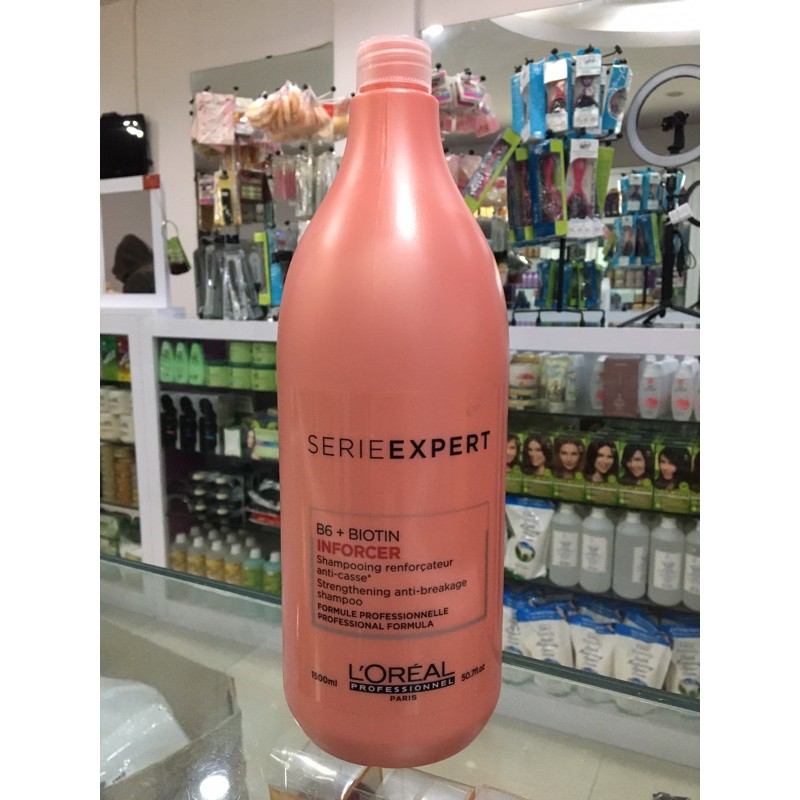 SERIEEXPERT
B6 + BIOTIN
INFORCER
Shampooing renforçateur
anti-casse*
Strengthening anti-breakage
shampoo
FORMULE PROFESSIONNELLE
PROFESSIONAL FORMULA
1500ml
L'ORÉAL
PROFESSIONNEL
PARIS
50.7fl.oz